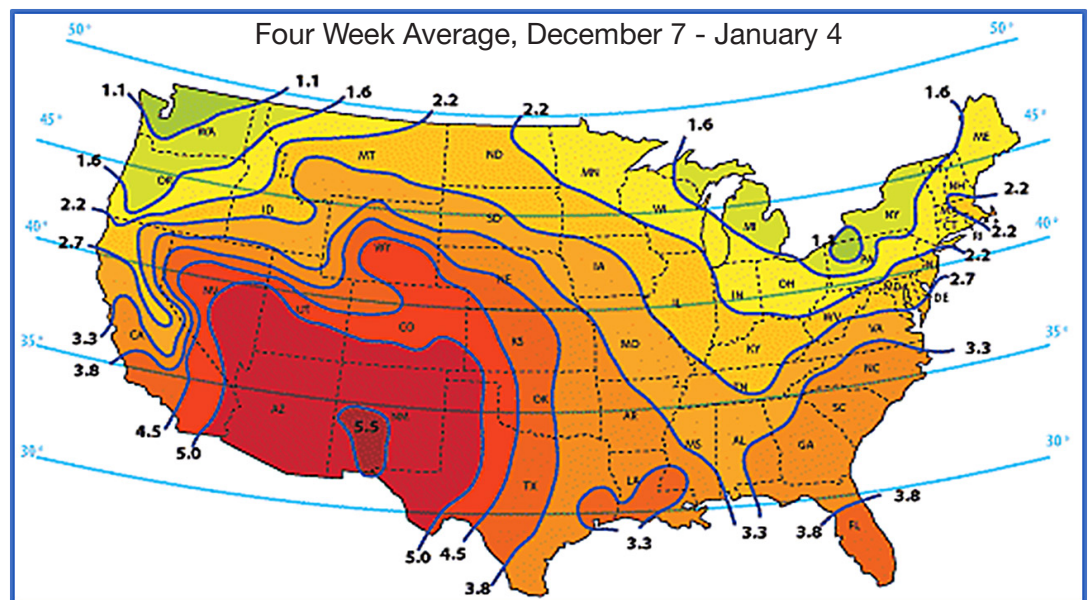 Four Week Average, December 7 - January 4
50°
50°
1.1
1.1
1.6
2.2
2.2
1.6
1.6
45°
45°
WA
MT
ND
MN
ME
1.6
OR
ID
SD
WI
MI
NY
NH
2.2
2.2
2.2
40°
40°
2.7
WY
NE
IA
PA
RI
2.2
2.7
NV
UT
CO
KS
IL
IN
OH
WV
MD
DE
VA
3.3
CA
MO
KY
35°
35°
3.8
3.3
AZ
NM
OK
AR
TN
NC
SC
4.5
5.0
5.5
MS
AL
GA
30°
30°
TX
LA
FL
3.8
3.8
3.3
3.3
5.0
4.5
3.8